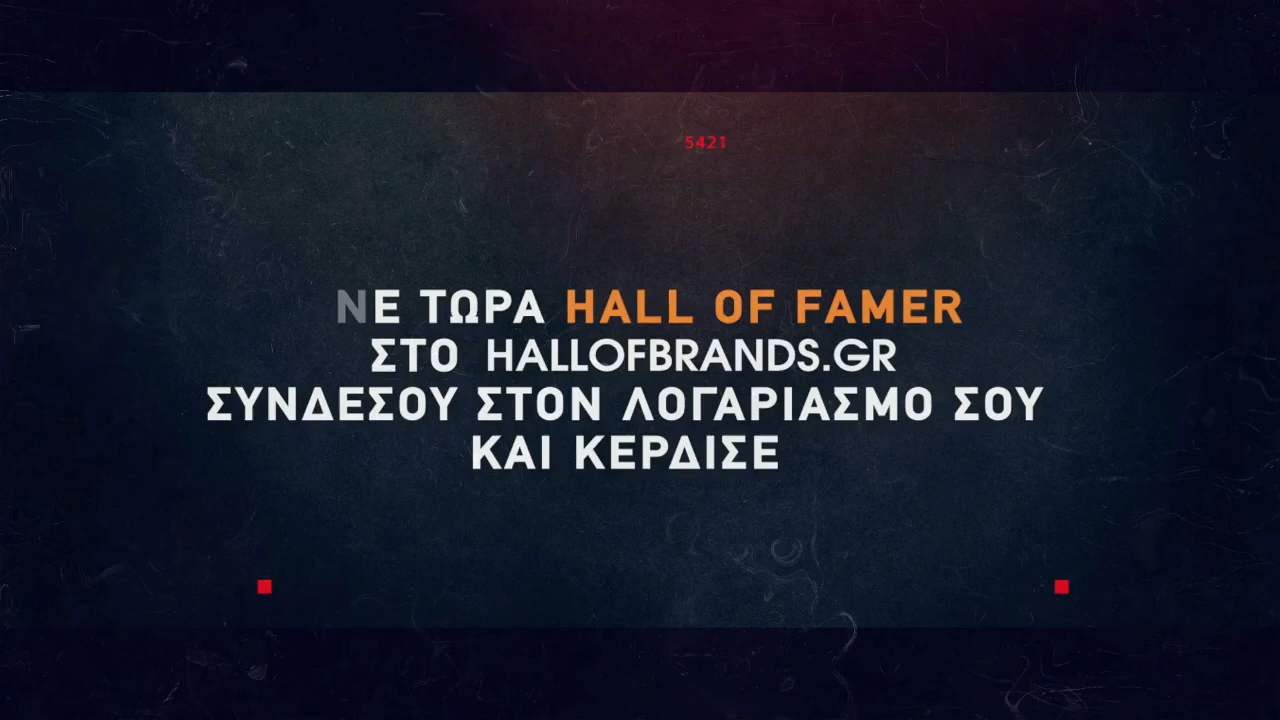 5421
ΝΕ ΤΩΡΑ HALL OF FAMER
ΣΤΟ HALLOFBRANDS.GR
ΣΥΝΔΕΣΟΥ ΣΤΟΝ ΛΟΓΑΡΙΑΣΜΟ ΣΟΥ
ΚΑΙ ΚΕΡΔΙΣΕ